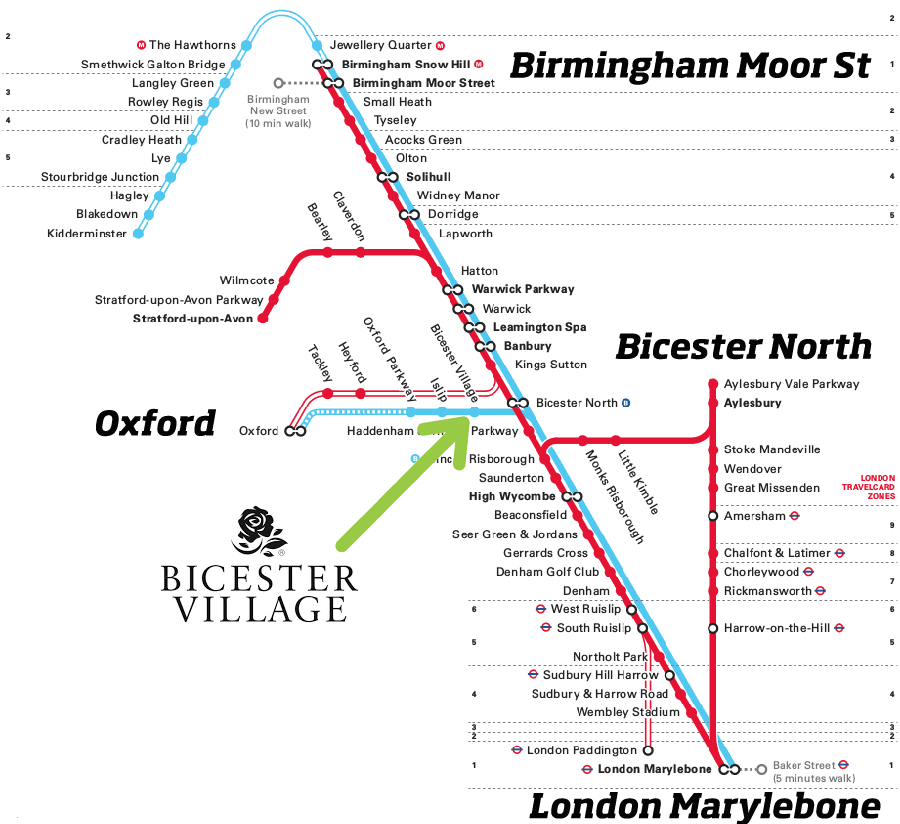 2
2
M The Hawthorns
Jewellery Quarter M
Smethwick Galton Bridge
Birmingham Snow Hill M
Birmingham Moor St
1
Langley Green
Birmingham Moor Street
3
Rowley Regis
Birmingham
New Street
(10 min walk)
Small Heath
2
4
Old Hill
Tyseley
Cradley Heath
Acocks Green
3
5
Lye
Olton
Stourbridge Junction
Solihull
4
Hagley
Widney Manor
Blakedown
Dorridge
5
Kidderminster
Lapworth
Bearley
Claverdon
Hatton
Wilmcote
Warwick Parkway
Stratford-upon-Avon Parkway
Warwick
Stratford-upon-Avon
Leamington Spa
Banbury
Bicester North
Kings Sutton
Tackley
Heyford
Oxford Parkway
Islip
Bicester Village
Aylesbury Vale Parkway
Bicester North
Aylesbury
Oxford
Oxford
Haddenham
Parkway
Risborough
Stoke Mandeville
Monks Risborough
Little Kimble
Wendover
Saunderton
Great Missenden
LONDON
TRAVELCARD
ZONES
High Wycombe
Beaconsfield
Amersham
9
Seer Green & Jordans
Gerrards Cross
Chalfont & Latimer
8
Denham Golf Club
Chorleywood
7
Denham
Rickmansworth
BICESTER
VILLAGE
®
6
West Ruislip
6
South Ruislip
Harrow-on-the-Hill
5
5
Northolt Park
Sudbury Hill Harrow
4
Sudbury & Harrow Road
4
Wembley Stadium
3
3
2
2
London Paddington
1
London Marylebone
Baker Street
(5 minutes walk)
1
London Marylebone